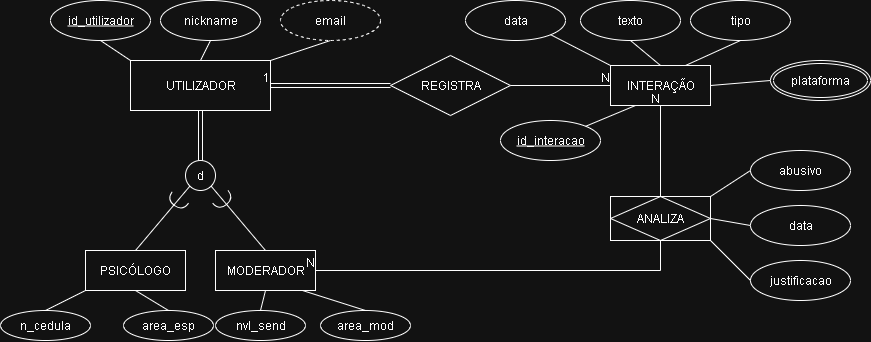 id_utilizador
nickname
email
data
texto
tipo
UTILIZADOR
1
REGISTRA
N
INTERAÇÃO
N
plataforma
id_interacao
d
abusivo
ANALIZA
data
justificacao
PSICÓLOGO
MODERADOR
N
n_cedula
area_esp
nvl_send
area_mod